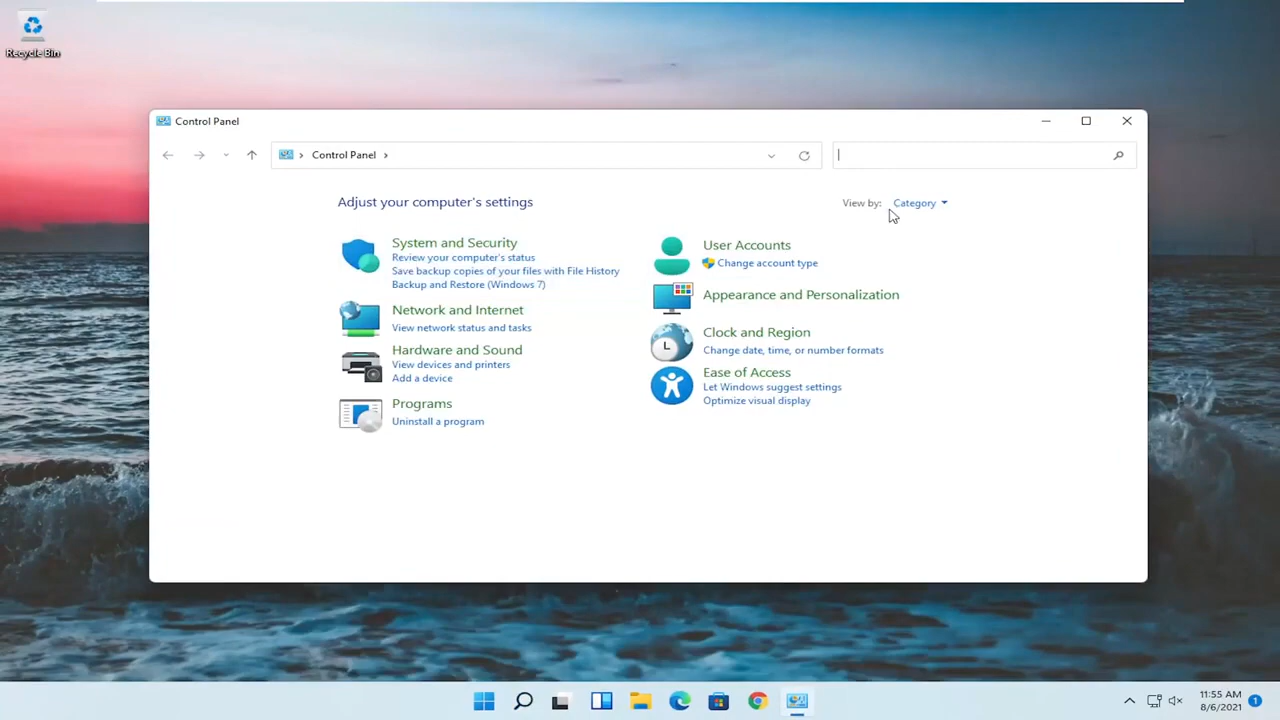 Recycle Bin
Control Panel
Control Panel
Adjust your computer's settings
View by: Category
System and Security
Review your computer's status
Save backup copies of your files with File History
Backup and Restore (Windows 7)
Network and Internet
View network status and tasks
Hardware and Sound
View devices and printers
Add a device
Programs
Uninstall a program
User Accounts
Change account type
Appearance and Personalization
Clock and Region
Change date, time, or number formats
Ease of Access
Let Windows suggest settings
Optimize visual display
11:55 AM
8/6/2021
1